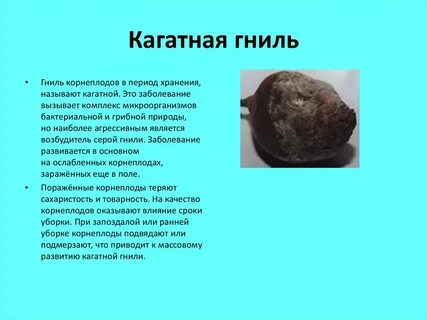 Кагатная гниль
• Гниль корнеплодов в период хранения,
называют кагатной. Это заболевание
вызывает комплекс микроорганизмов
бактериальной и грибной природы,
но наиболее агрессивным является
возбудитель серой гнили. Заболевание
развивается в основном
на ослабленных корнеплодах,
заражённых еще в поле.
• Поражённые корнеплоды теряют
сахаристость и товарность. На качество
корнеплодов оказывают влияние сроки
уборки. При запоздалой или ранней
уборке корнеплоды подвядают или
подмерзают, что приводит к массовому
развитию кагатной гнили.